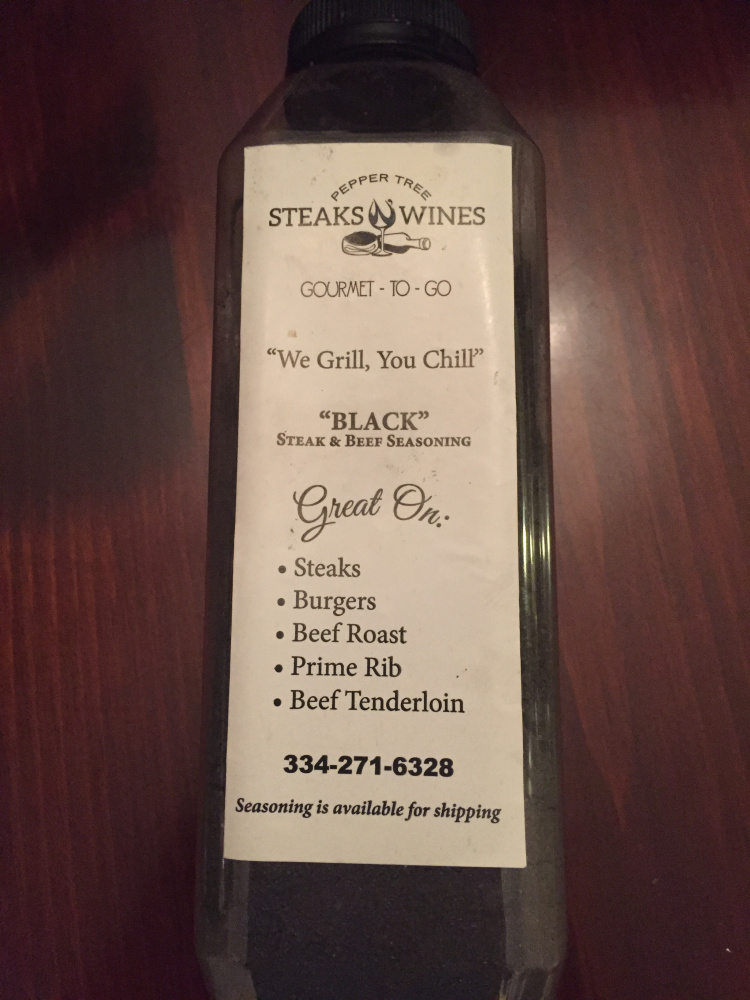 PEPPER TREE
STEAKS N WINES
GOURMET - TO - GO
“We Grill, You Chill”
“BLACK”
STEAK & BEEF SEASONING
Great On:
• Steaks
• Burgers
• Beef Roast
• Prime Rib
• Beef Tenderloin
334-271-6328
Seasoning is available for shipping